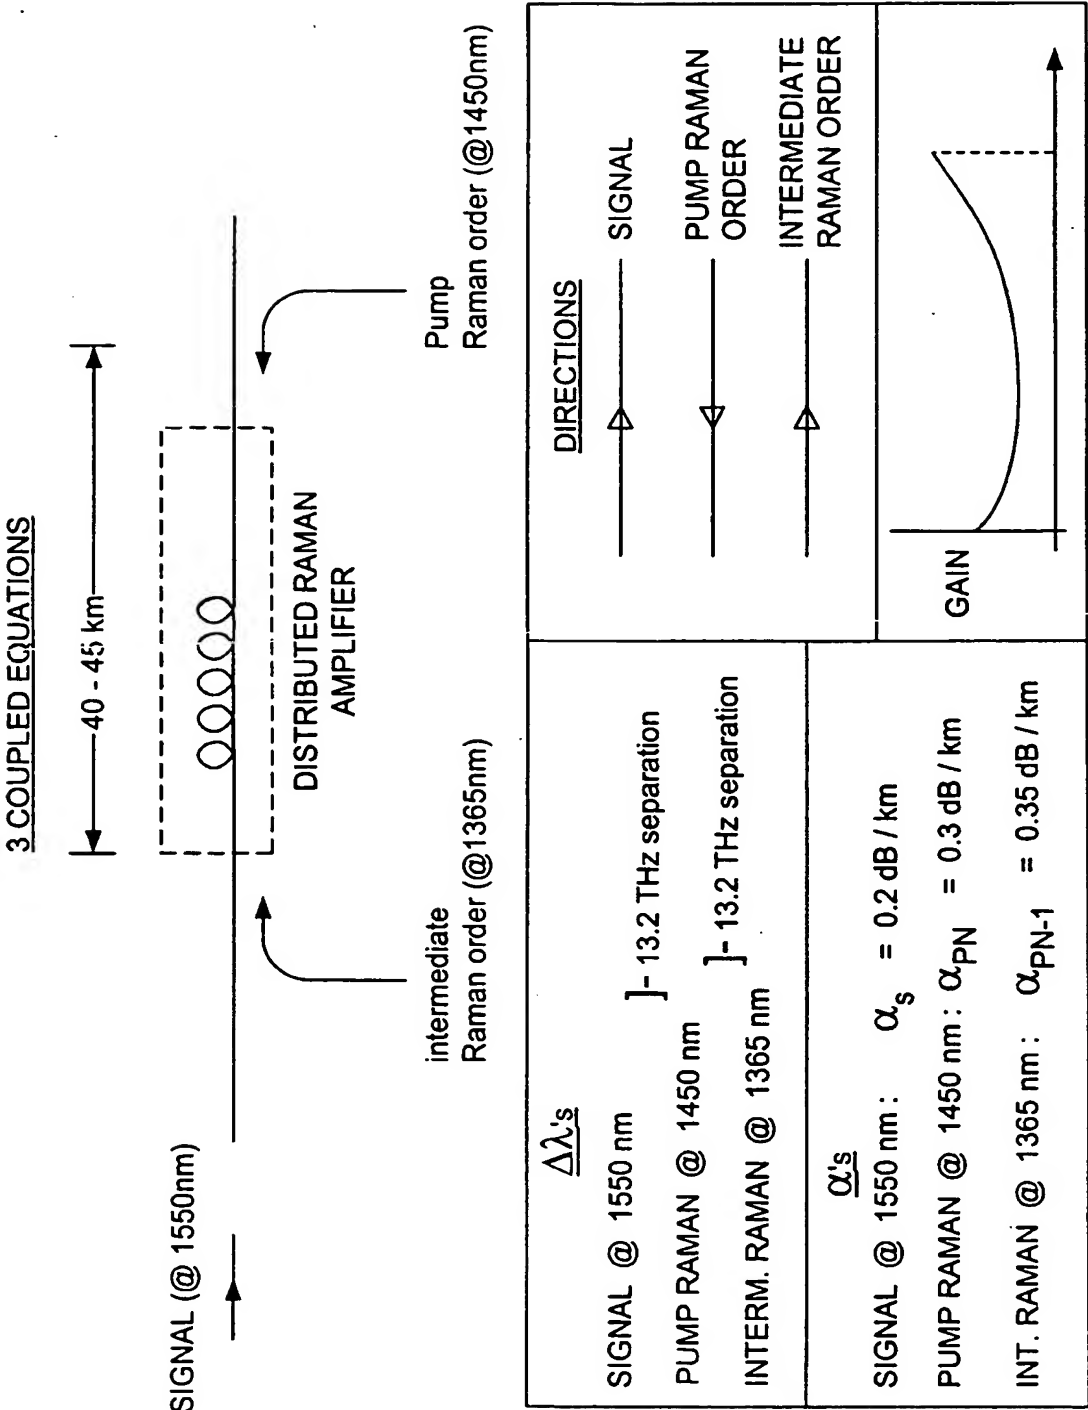 3 COUPLED EQUATIONS
40 - 45 km
SIGNAL (@ 1550nm)
DISTRIBUTED RAMAN
AMPLIFIER
intermediate
Raman order (@1365nm)
Pump
Raman order (@1450nm)
Δλ's
SIGNAL @ 1550 nm
]- 13.2 THz separation
PUMP RAMAN @ 1450 nm
]- 13.2 THz separation
INTERM. RAMAN @ 1365 nm
α's
SIGNAL @ 1550 nm : αs = 0.2 dB / km
PUMP RAMAN @ 1450 nm : αPN = 0.3 dB / km
INT. RAMAN @ 1365 nm : αPN-1 = 0.35 dB / km
DIRECTIONS
SIGNAL
PUMP RAMAN
ORDER
INTERMEDIATE
RAMAN ORDER
GAIN